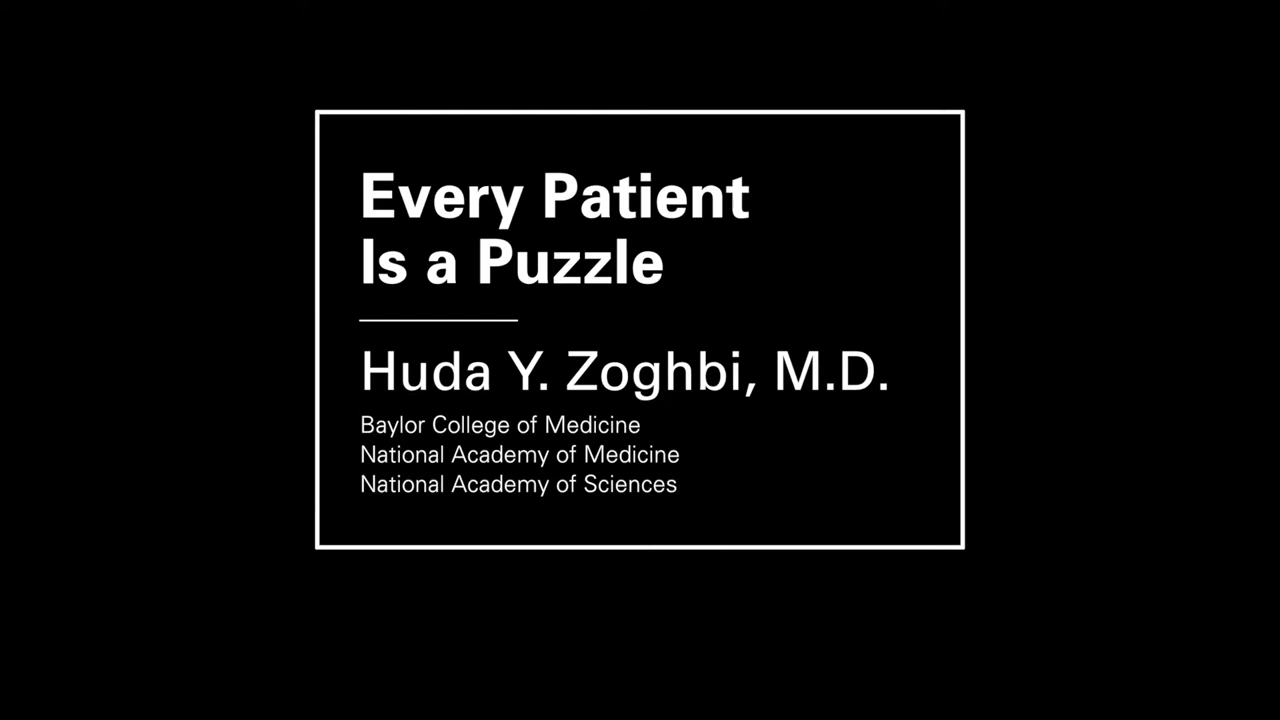 Every Patient
Is a Puzzle
Huda Y. Zoghbi, M.D.
Baylor College of Medicine
National Academy of Medicine
National Academy of Sciences